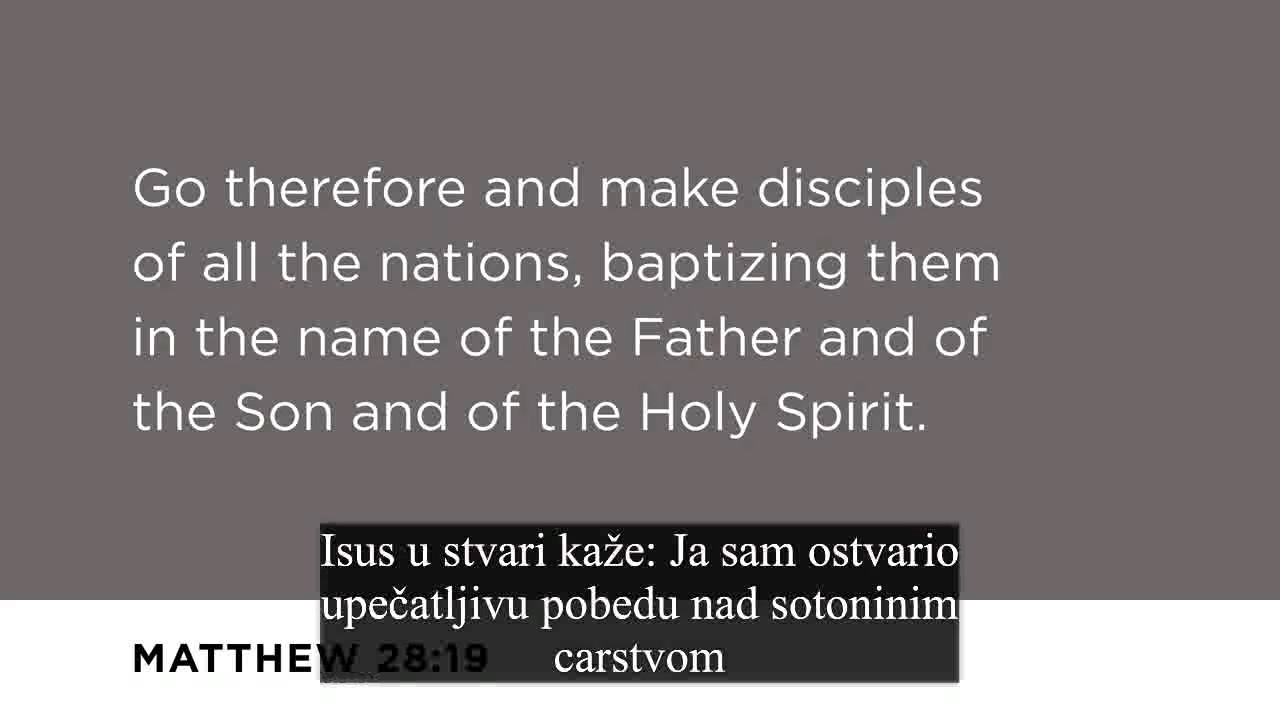 Go therefore and make disciples
of all the nations, baptizing them
in the name of the Father and of
the Son and of the Holy Spirit.
Isus u stvari kaže: Ja sam ostvario
upečatljivu pobedu nad sotoninim
carstvom
MATTHEW 28:19